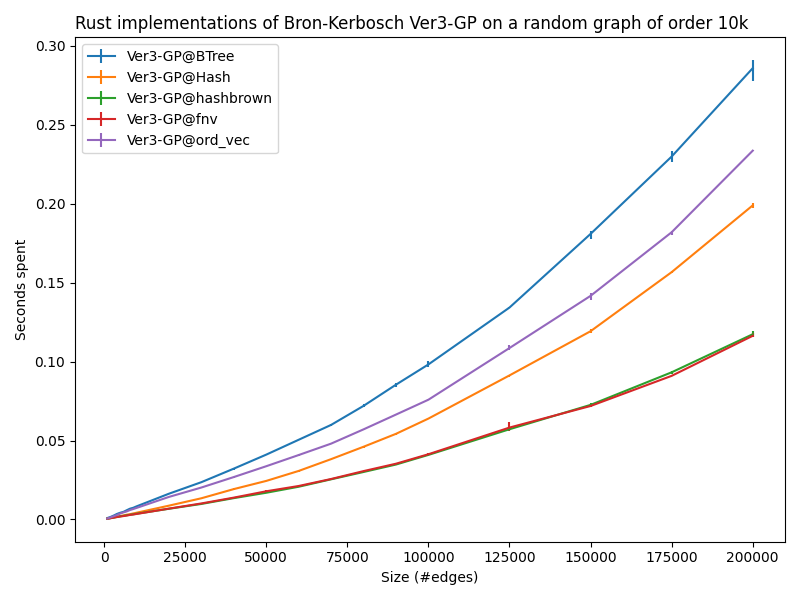 Rust implementations of Bron-Kerbosch Ver3-GP on a random graph of order 10k
Ver3-GP@BTree
Ver3-GP@Hash
Ver3-GP@hashbrown
Ver3-GP@fnv
Ver3-GP@ord_vec
0.30
0.25
0.20
0.15
0.10
0.05
0.00
Seconds spent
0 25000 50000 75000 100000 125000 150000 175000 200000
Size (#edges)